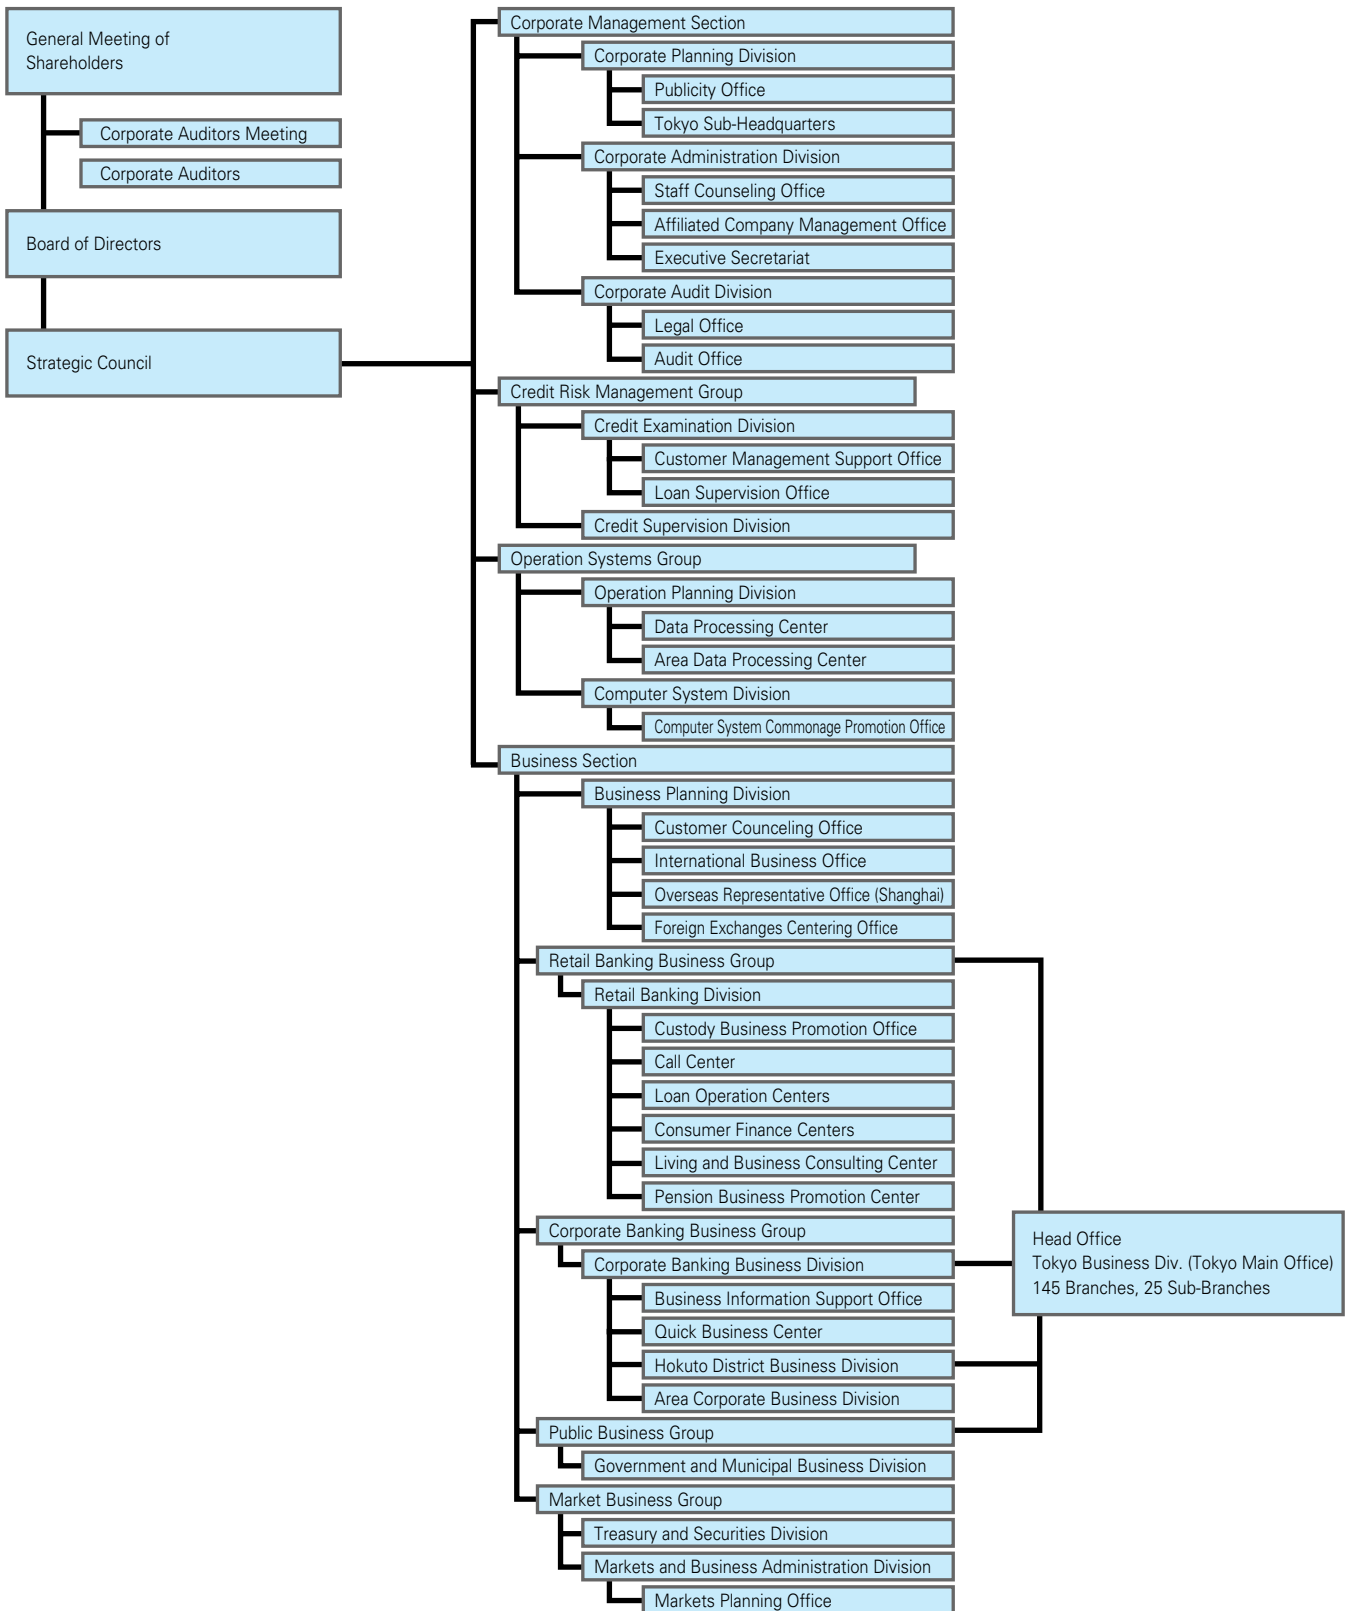 General Meeting of
Shareholders
Corporate Auditors Meeting
Corporate Auditors
Board of Directors
Strategic Council
Corporate Management Section
Corporate Planning Division
Publicity Office
Tokyo Sub-Headquarters
Corporate Administration Division
Staff Counseling Office
Affiliated Company Management Office
Executive Secretariat
Corporate Audit Division
Legal Office
Audit Office
Credit Risk Management Group
Credit Examination Division
Customer Management Support Office
Loan Supervision Office
Credit Supervision Division
Operation Systems Group
Operation Planning Division
Data Processing Center
Area Data Processing Center
Computer System Division
Computer System Commonage Promotion Office
Business Section
Business Planning Division
Customer Counceling Office
International Business Office
Overseas Representative Office (Shanghai)
Foreign Exchanges Centering Office
Retail Banking Business Group
Retail Banking Division
Custody Business Promotion Office
Call Center
Loan Operation Centers
Consumer Finance Centers
Living and Business Consulting Center
Pension Business Promotion Center
Corporate Banking Business Group
Corporate Banking Business Division
Business Information Support Office
Quick Business Center
Hokuto District Business Division
Area Corporate Business Division
Public Business Group
Government and Municipal Business Division
Market Business Group
Treasury and Securities Division
Markets and Business Administration Division
Markets Planning Office
Head Office
Tokyo Business Div. (Tokyo Main Office)
145 Branches, 25 Sub-Branches